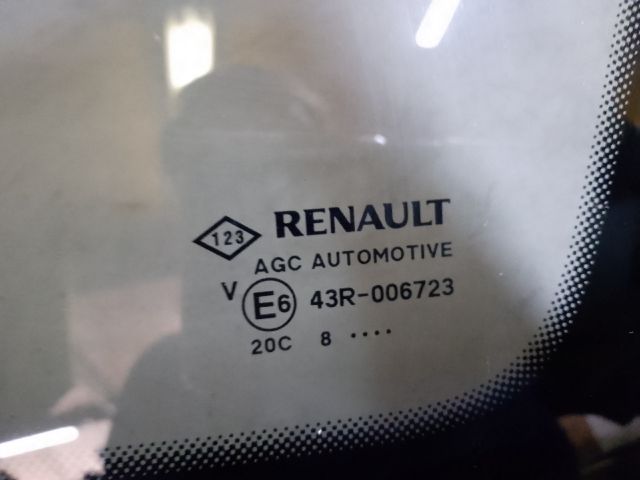 123 RENAULT
AGC AUTOMOTIVE
V E6 43R-006723
20C 8 ····